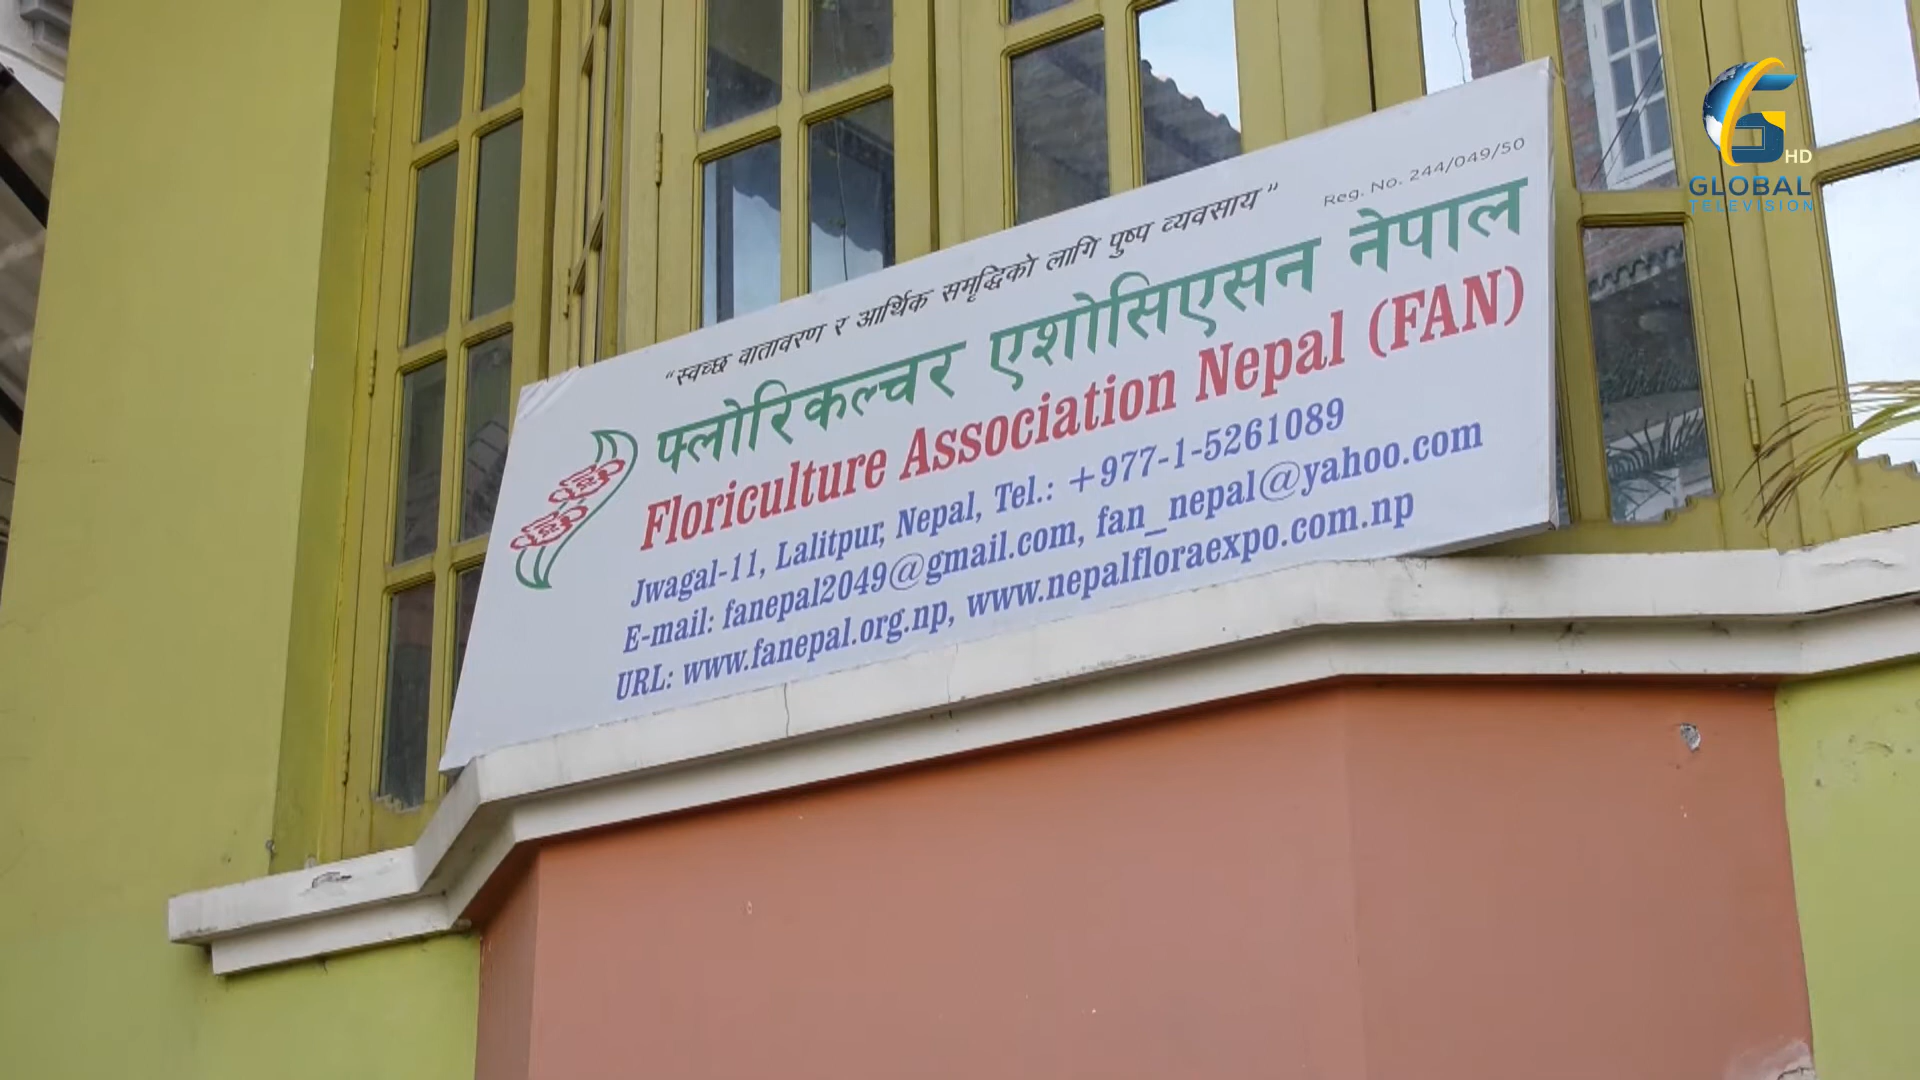 Reg. No. 244/049/50
“स्वच्छ वातावरण र आर्थिक समृद्धिको लागि पुष्प व्यवसाय”
फ्लोरिकल्चर एशोसिएसन नेपाल
Floriculture Association Nepal (FAN)
Jwagal-11, Lalitpur, Nepal, Tel.: +977-1-5261089
E-mail: fanepal2049@gmail.com, fan_nepal@yahoo.com
URL: www.fanepal.org.np, www.nepalfloraexpo.com.np
HD
GLOBAL
TELEVISION